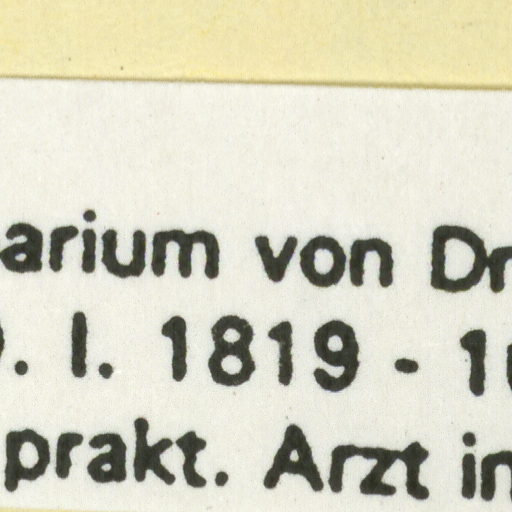 arium von Dr
. I. 1819 - 1
prakt. Arzt in